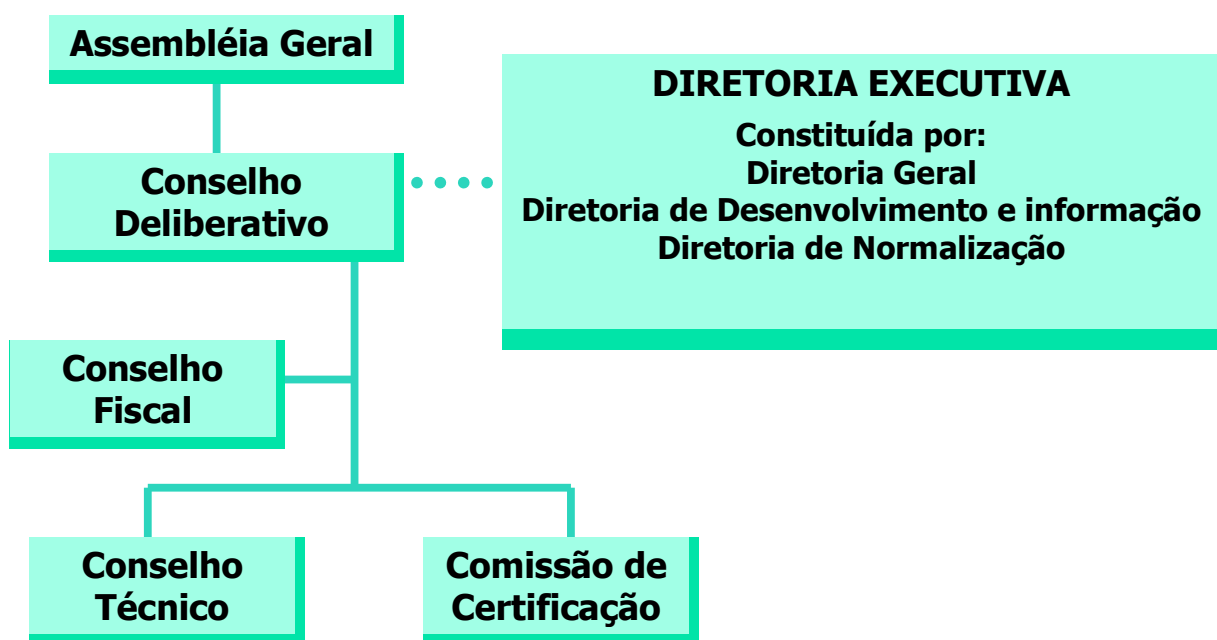 Assembléia Geral
DIRETORIA EXECUTIVA
Constituída por:
Diretoria Geral
Diretoria de Desenvolvimento e informação
Diretoria de Normalização
Conselho
Deliberativo
Conselho
Fiscal
Conselho
Técnico
Comissão de
Certificação